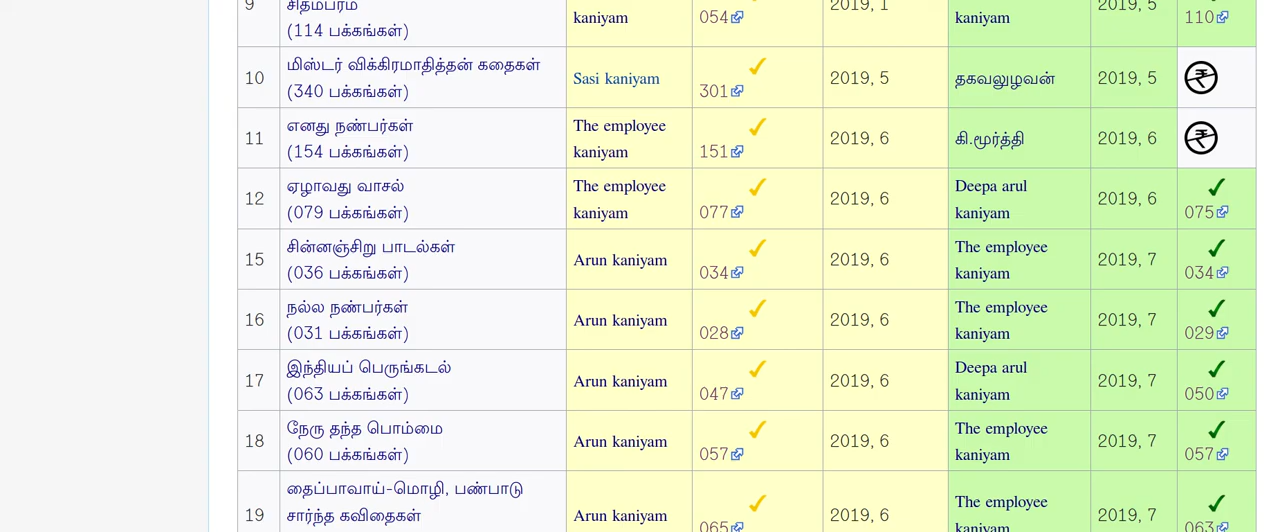 9 சிதம்பரம் 2019, 1 2019, 5
(114 பக்கங்கள்) kaniyam 054 kaniyam 110
10 மிஸ்டர் விக்கிரமாதித்தன் கதைகள் Sasi kaniyam ✓ 2019, 5 தகவலுழவன் 2019, 5
(340 பக்கங்கள்) 301
11 எனது நண்பர்கள் The employee ✓ 2019, 6 கி.மூர்த்தி 2019, 6
(154 பக்கங்கள்) kaniyam 151
12 ஏழாவது வாசல் The employee ✓ 2019, 6 Deepa arul 2019, 6 ✓
(079 பக்கங்கள்) kaniyam 077 kaniyam 075
15 சின்னஞ்சிறு பாடல்கள் Arun kaniyam ✓ 2019, 6 The employee 2019, 7 ✓
(036 பக்கங்கள்) 034 kaniyam 034
16 நல்ல நண்பர்கள் Arun kaniyam ✓ 2019, 6 The employee 2019, 7 ✓
(031 பக்கங்கள்) 028 kaniyam 029
17 இந்தியப் பெருங்கடல் Arun kaniyam ✓ 2019, 6 Deepa arul 2019, 7 ✓
(063 பக்கங்கள்) 047 kaniyam 050
18 நேரு தந்த பொம்மை Arun kaniyam ✓ 2019, 6 The employee 2019, 7 ✓
(060 பக்கங்கள்) 057 kaniyam 057
தைப்பாவாய்-மொழி, பண்பாடு
19 சார்ந்த கவிதைகள் Arun kaniyam ✓ 2019, 6 The employee 2019, 7 ✓
065 kaniyam 063